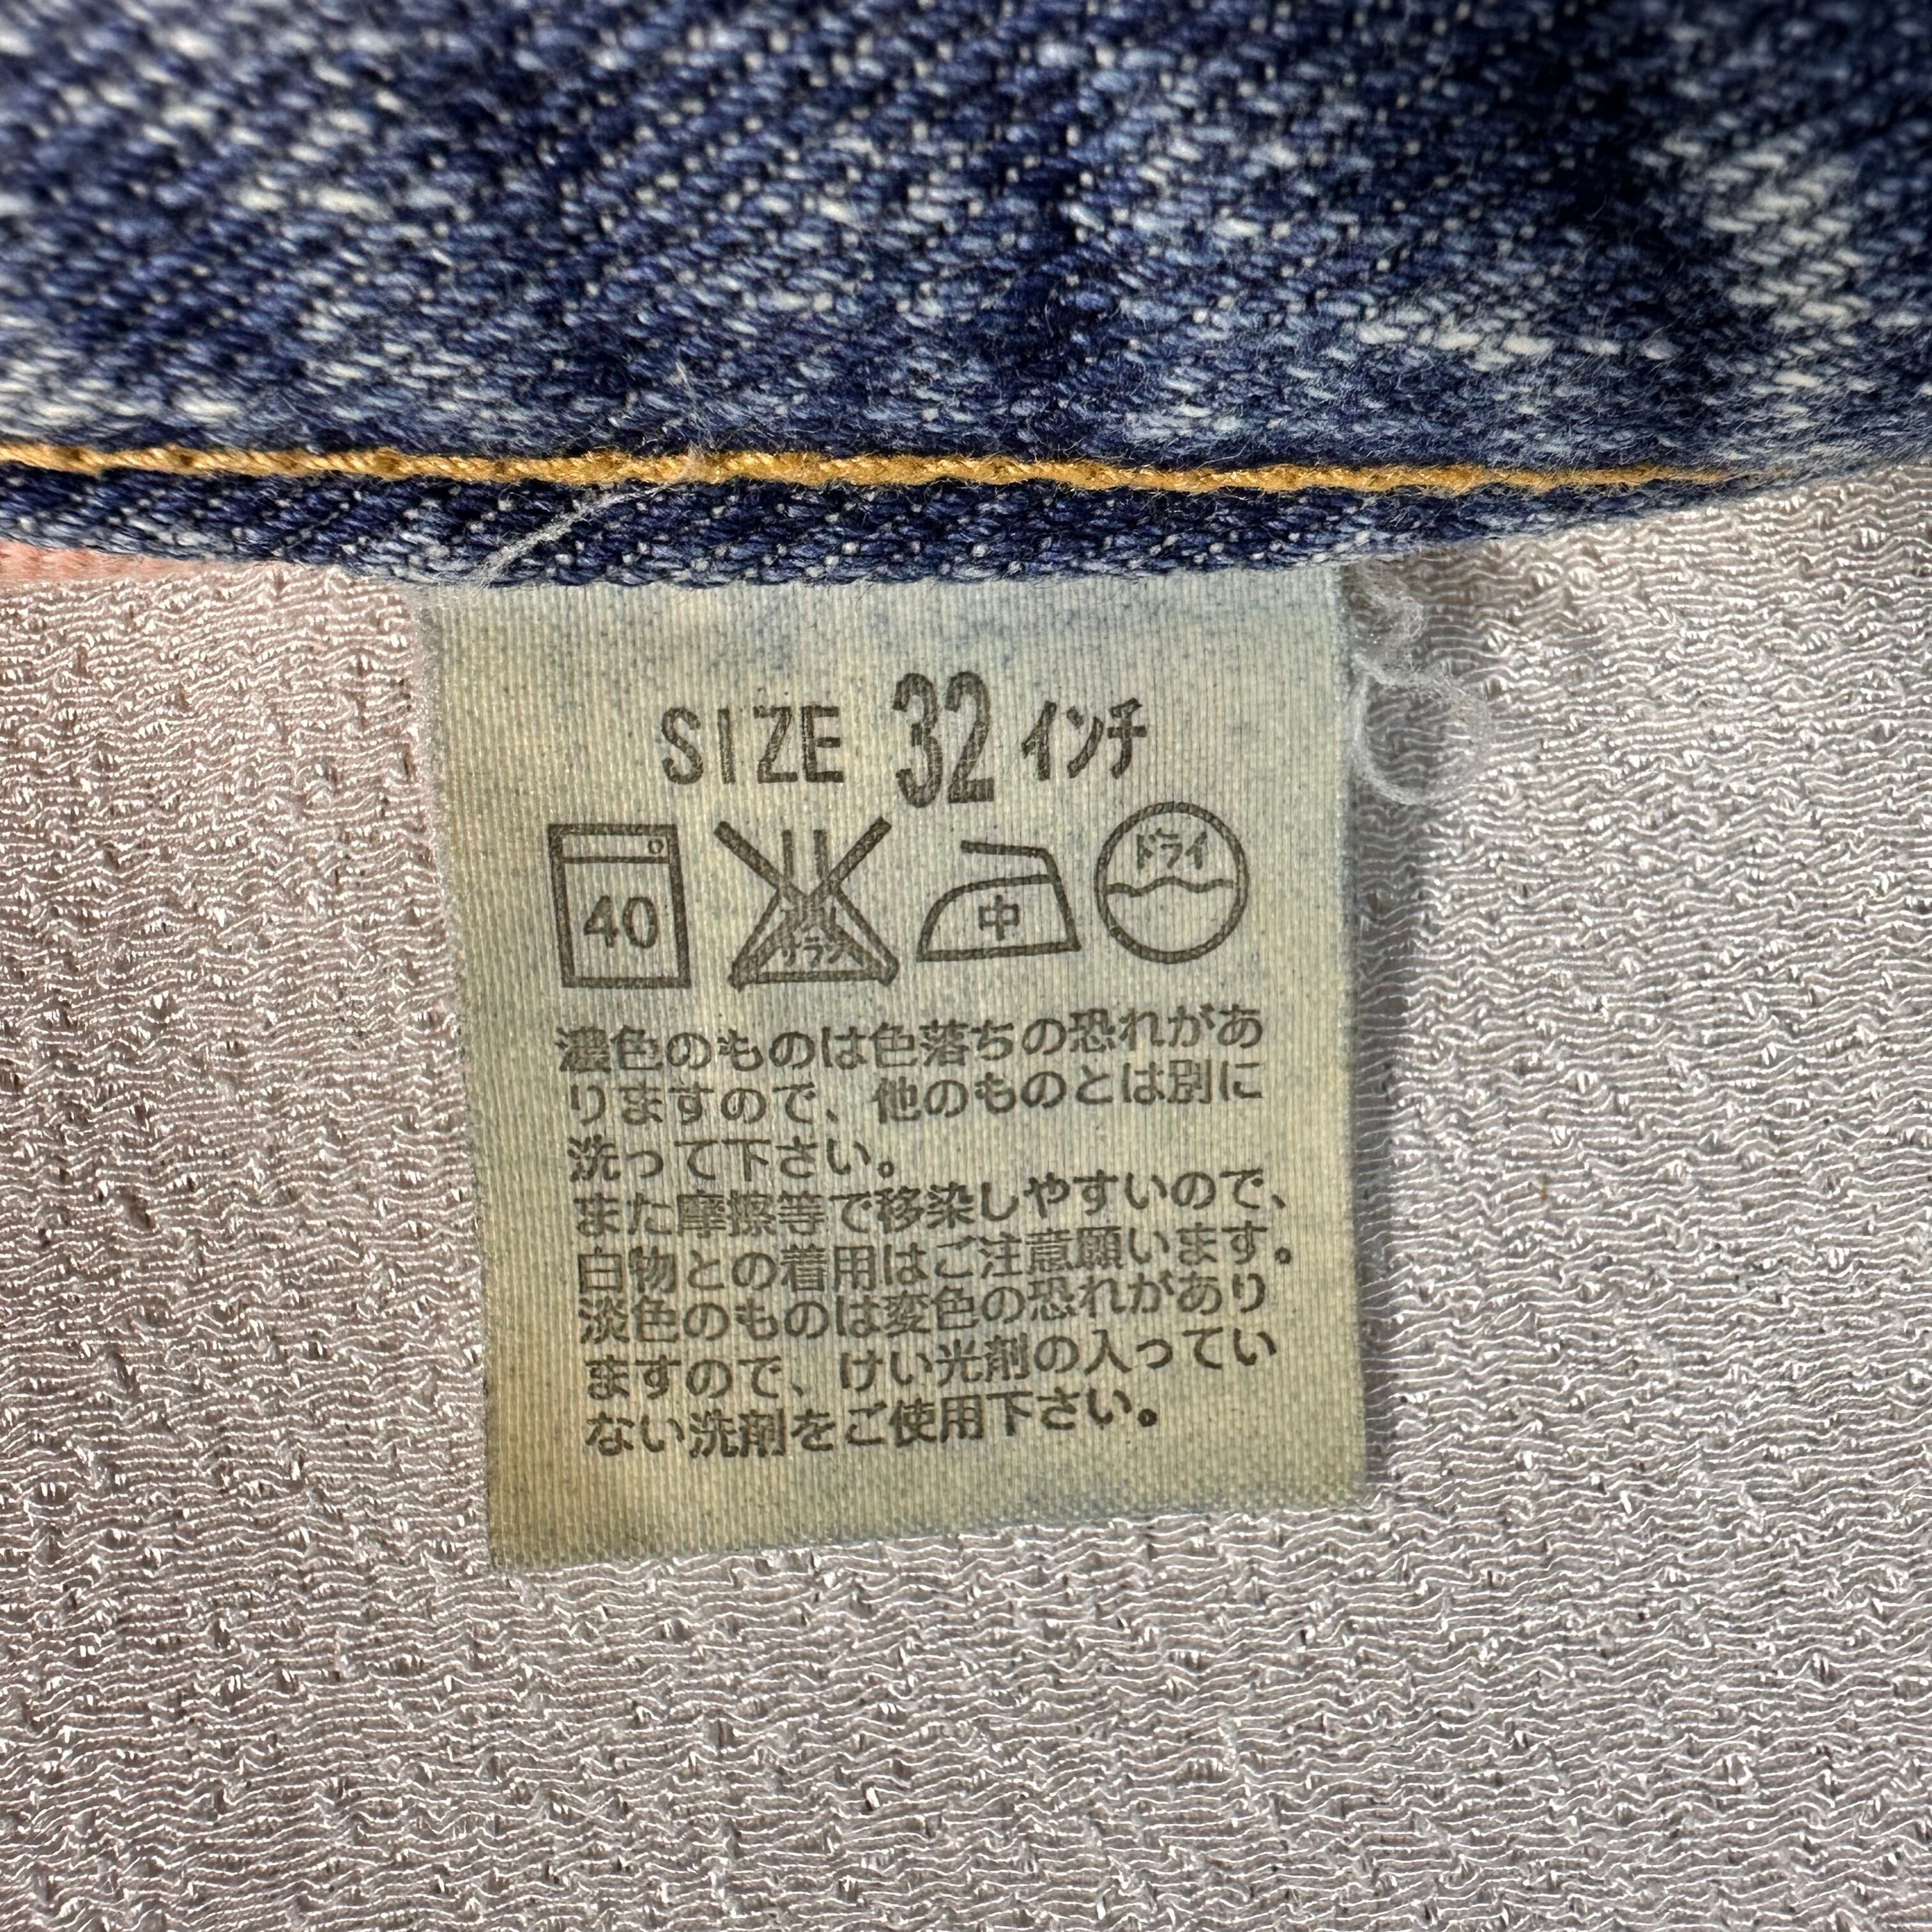 SIZE 32 インチ
40 エンソ サラシ 中 ドライ
濃色のものは色落ちの恐れがあ
りますので、他のものとは別に
洗って下さい。
また摩擦等で移染しやすいので、
白物との着用はご注意願います。
淡色のものは変色の恐れがあり
ますので、けい光剤の入ってい
ない洗剤をご使用下さい。